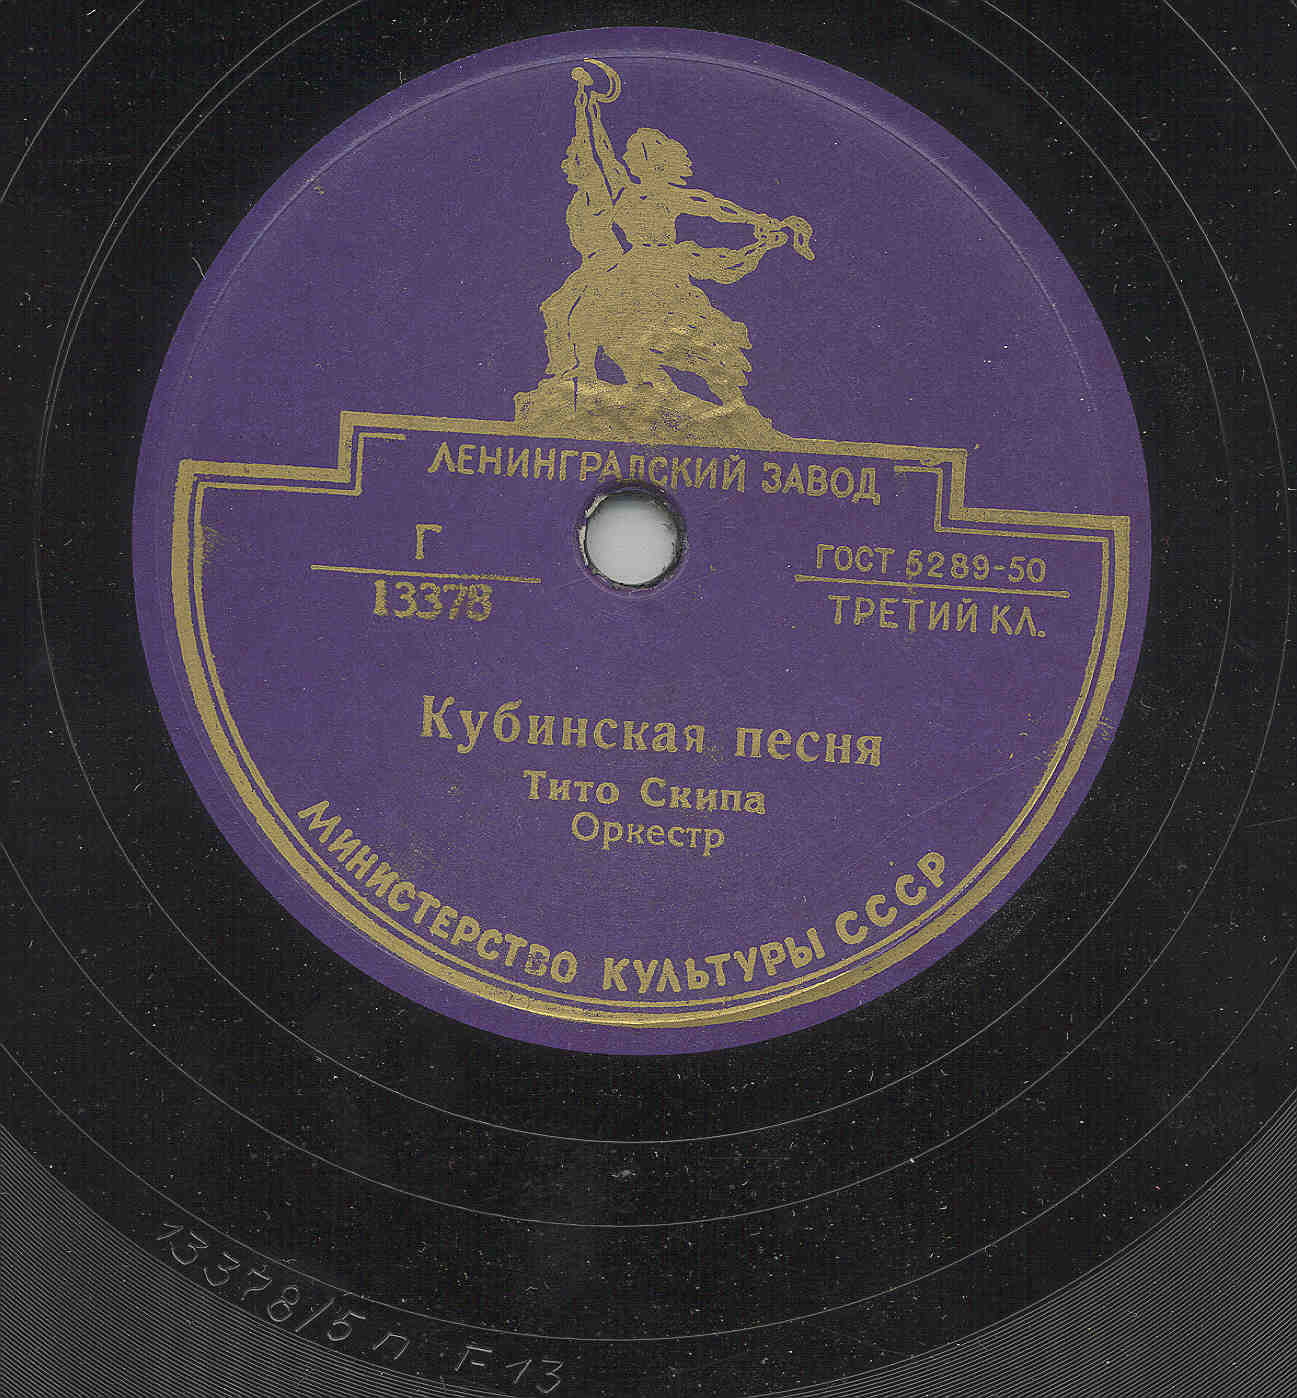 ЛЕНИНГРАДСКИЙ ЗАВОД
Г
13378
ГОСТ 5289-50
ТРЕТИЙ КЛ.
Кубинская песня
Тито Скипа
Оркестр
МИНИСТЕРСТВО КУЛЬТУРЫ СССР
13378/5 П F 13